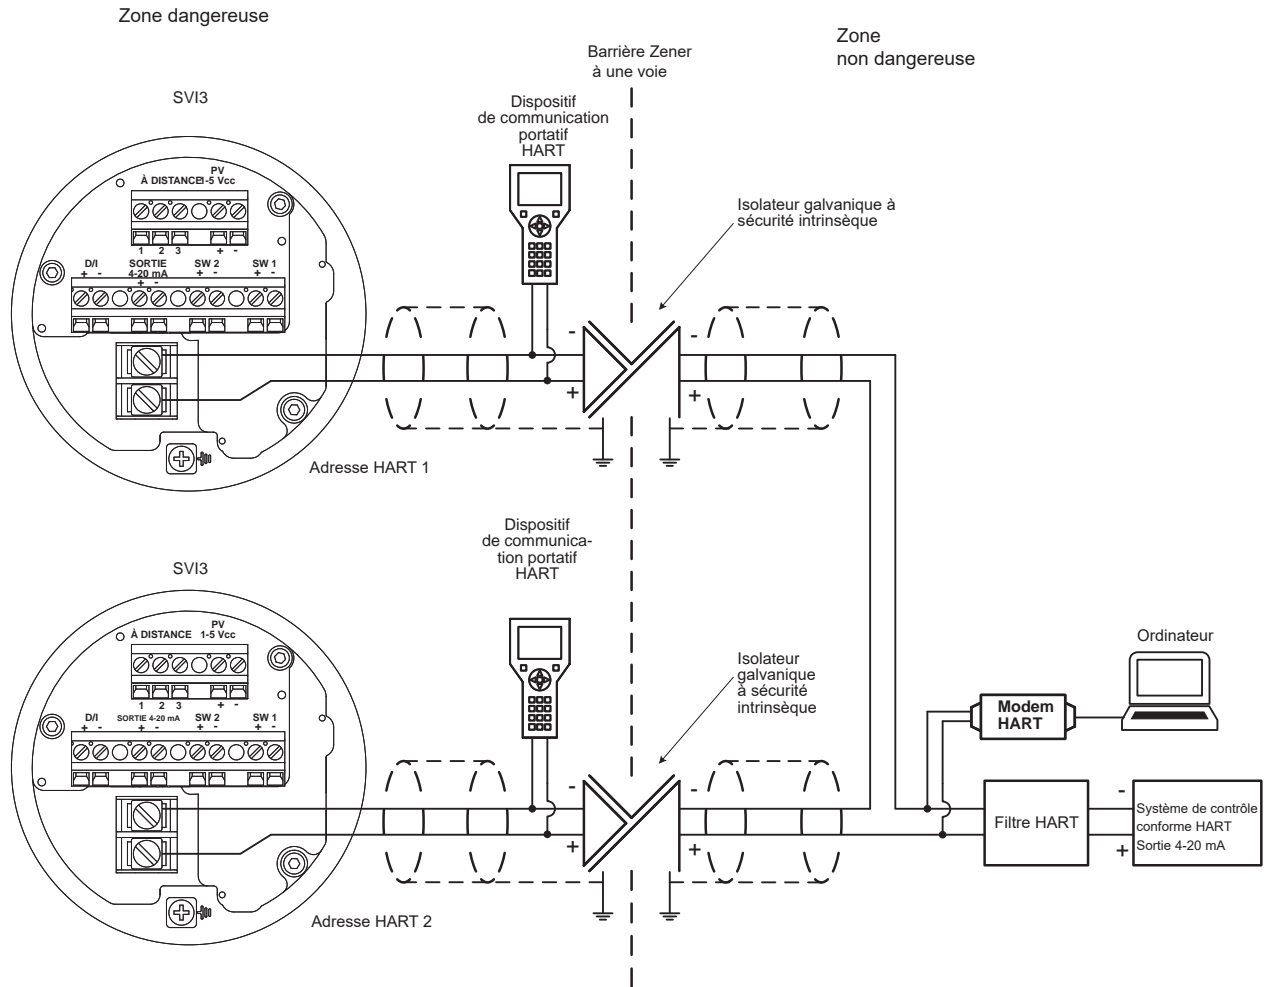 Zone dangereuse
Zone
non dangereuse
Barrière Zener
à une voie
SVI3
Dispositif
de communication
portatif
HART
PV
À DISTANCE 1-5 Vcc
1 2 3 + -
D/I SORTIE SW 2 SW 1
+ - 4-20 mA + - + -
+ -
Isolateur galvanique à
sécurité intrinsèque
- -
+ +
Adresse HART 1
Dispositif
de communica-
tion portatif
HART
SVI3
PV
À DISTANCE 1-5 Vcc
1 2 3 + -
D/I SORTIE 4-20 mA SW 2 SW 1
+ - + - + - + -
Isolateur
galvanique
à sécurité
intrinsèque
- -
+ +
Adresse HART 2
Ordinateur
Modem
HART
Filtre HART
-
+
Système de contrôle
conforme HART
Sortie 4-20 mA